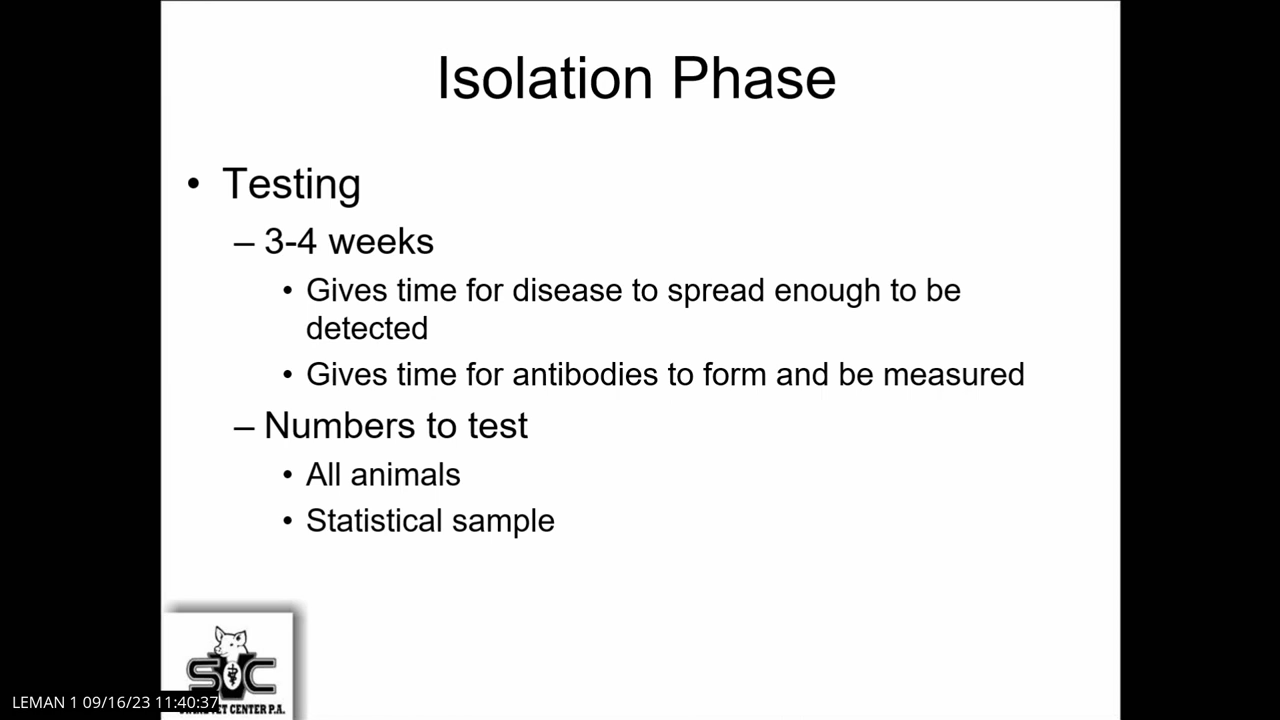 Isolation Phase
• Testing
– 3-4 weeks
• Gives time for disease to spread enough to be
detected
• Gives time for antibodies to form and be measured
– Numbers to test
• All animals
• Statistical sample
SVC
CENTER P.A.
LEMAN 1 09/16/23 11:40:37